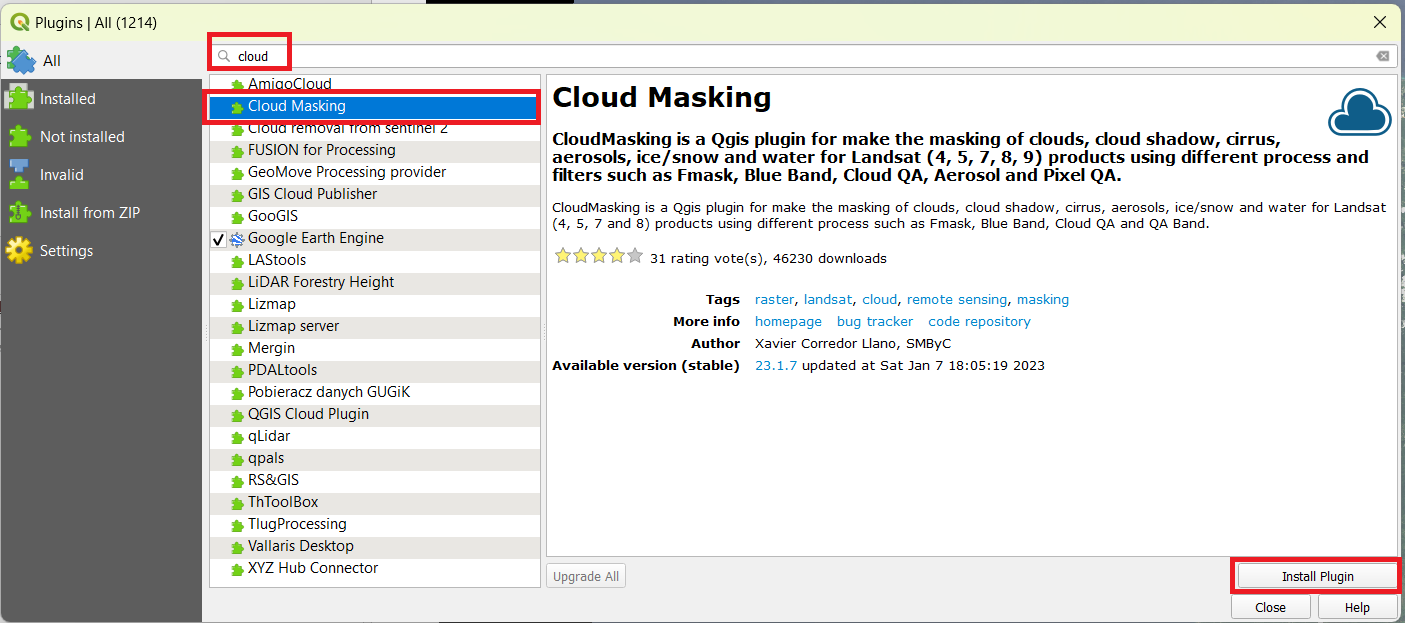 Plugins | All (1214)
All
Installed
Not installed
Invalid
Install from ZIP
Settings
cloud
AmigoCloud
Cloud Masking
Cloud removal from sentinel 2
FUSION for Processing
GeoMove Processing provider
GIS Cloud Publisher
GooGIS
Google Earth Engine
LAStools
LiDAR Forestry Height
Lizmap
Lizmap server
Mergin
PDALtools
Pobieracz danych GUGiK
QGIS Cloud Plugin
qLidar
qpals
RS&GIS
ThToolBox
TlugProcessing
Vallaris Desktop
XYZ Hub Connector
Cloud Masking
CloudMasking is a Qgis plugin for make the masking of clouds, cloud shadow, cirrus,
aerosols, ice/snow and water for Landsat (4, 5, 7, 8, 9) products using different process and
filters such as Fmask, Blue Band, Cloud QA, Aerosol and Pixel QA.
CloudMasking is a Qgis plugin for make the masking of clouds, cloud shadow, cirrus, aerosols, ice/snow and water for Landsat
(4, 5, 7 and 8) products using different process such as Fmask, Blue Band, Cloud QA and QA Band.
31 rating vote(s), 46230 downloads
Tags raster, landsat, cloud, remote sensing, masking
More info homepage bug tracker code repository
Author Xavier Corredor Llano, SMByC
Available version (stable) 23.1.7 updated at Sat Jan 7 18:05:19 2023
Upgrade All
Install Plugin
Close Help